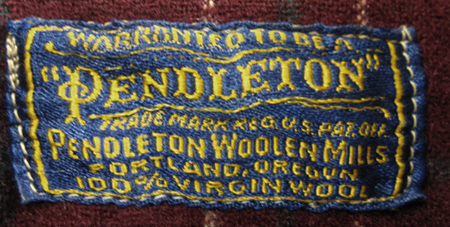 WARRANTED TO BE A
"PENDLETON"
TRADE MARK REG. U.S. PAT. OFF.
PENDLETON WOOLEN MILLS
PORTLAND, OREGON
100% VIRGIN WOOL